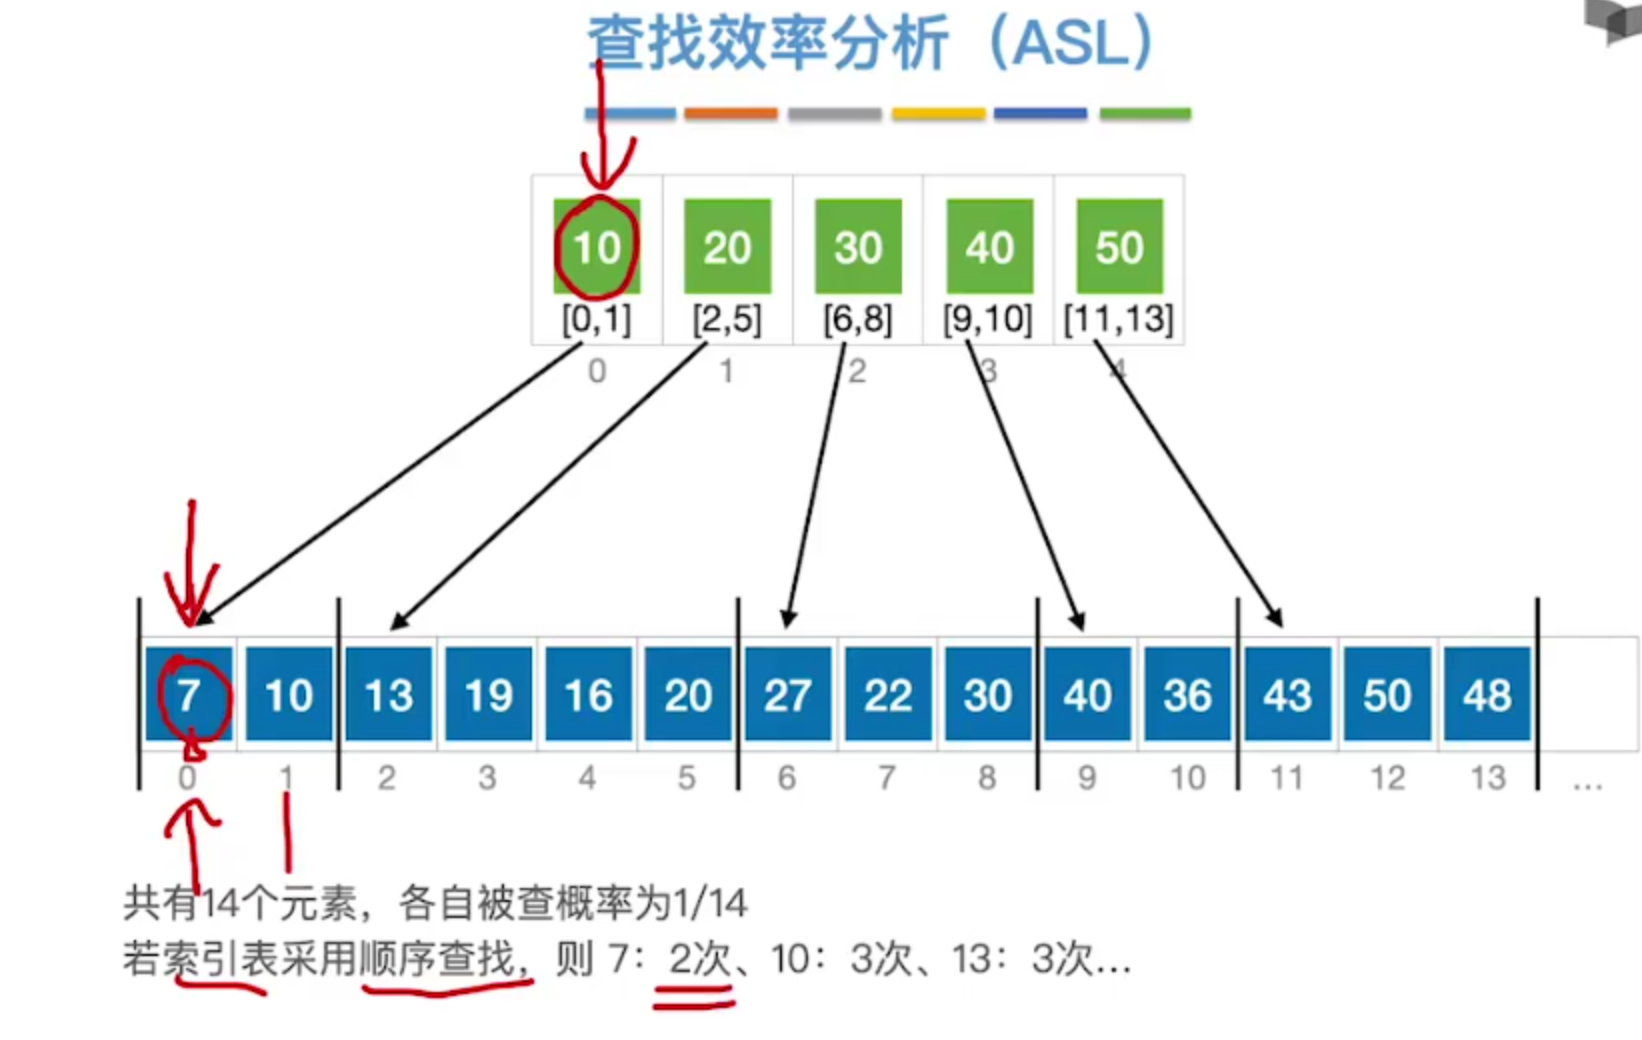 查找效率分析（ASL）
10 20 30 40 50
[0,1] [2,5] [6,8] [9,10] [11,13]
0 1 2 3 4
7 10 13 19 16 20 27 22 30 40 36 43 50 48
0 1 2 3 4 5 6 7 8 9 10 11 12 13 ...
共有14个元素，各自被查概率为1/14
若索引表采用顺序查找，则 7：2次、10：3次、13：3次...